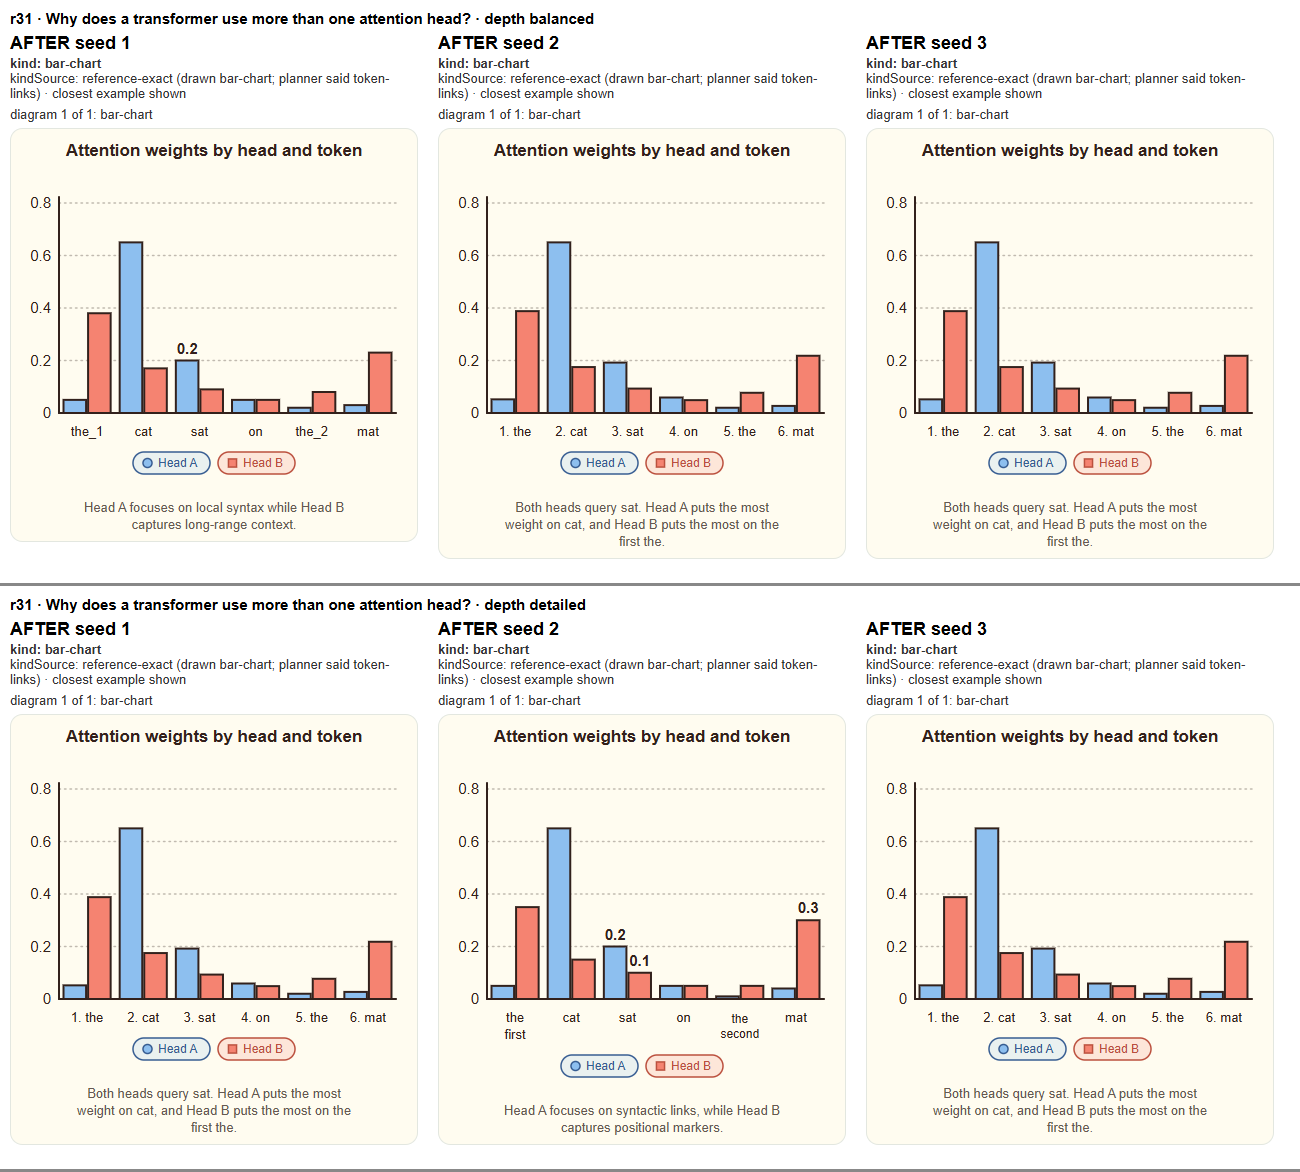 r31 · Why does a transformer use more than one attention head? · depth balanced
AFTER seed 1
kind: bar-chart
kindSource: reference-exact (drawn bar-chart; planner said token-
links) · closest example shown
diagram 1 of 1: bar-chart
Attention weights by head and token
0.8
0.6
0.4
0.2
0
0.2
the_1 cat sat on the_2 mat
Head A Head B
Head A focuses on local syntax while Head B
captures long-range context.
AFTER seed 2
kind: bar-chart
kindSource: reference-exact (drawn bar-chart; planner said token-
links) · closest example shown
diagram 1 of 1: bar-chart
Attention weights by head and token
0.8
0.6
0.4
0.2
0
1. the 2. cat 3. sat 4. on 5. the 6. mat
Head A Head B
Both heads query sat. Head A puts the most
weight on cat, and Head B puts the most on the
first the.
AFTER seed 3
kind: bar-chart
kindSource: reference-exact (drawn bar-chart; planner said token-
links) · closest example shown
diagram 1 of 1: bar-chart
Attention weights by head and token
0.8
0.6
0.4
0.2
0
1. the 2. cat 3. sat 4. on 5. the 6. mat
Head A Head B
Both heads query sat. Head A puts the most
weight on cat, and Head B puts the most on the
first the.
r31 · Why does a transformer use more than one attention head? · depth detailed
AFTER seed 1
kind: bar-chart
kindSource: reference-exact (drawn bar-chart; planner said token-
links) · closest example shown
diagram 1 of 1: bar-chart
Attention weights by head and token
0.8
0.6
0.4
0.2
0
1. the 2. cat 3. sat 4. on 5. the 6. mat
Head A Head B
Both heads query sat. Head A puts the most
weight on cat, and Head B puts the most on the
first the.
AFTER seed 2
kind: bar-chart
kindSource: reference-exact (drawn bar-chart; planner said token-
links) · closest example shown
diagram 1 of 1: bar-chart
Attention weights by head and token
0.8
0.6
0.4
0.2
0
0.2
0.1
0.3
the first cat sat on the second mat
Head A Head B
Head A focuses on syntactic links, while Head B
captures positional markers.
AFTER seed 3
kind: bar-chart
kindSource: reference-exact (drawn bar-chart; planner said token-
links) · closest example shown
diagram 1 of 1: bar-chart
Attention weights by head and token
0.8
0.6
0.4
0.2
0
1. the 2. cat 3. sat 4. on 5. the 6. mat
Head A Head B
Both heads query sat. Head A puts the most
weight on cat, and Head B puts the most on the
first the.